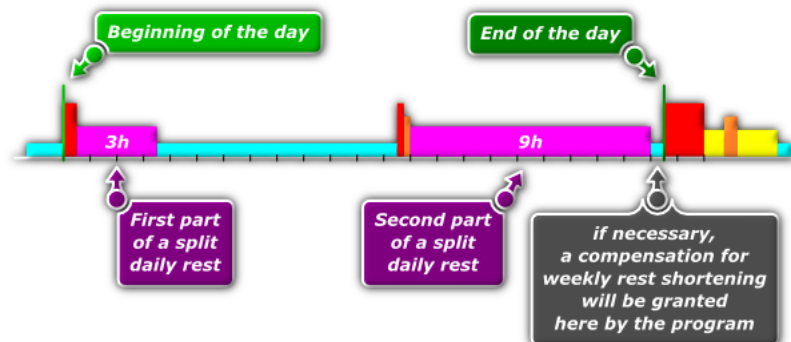 Beginning of the day
End of the day
3h
9h
First part
of a split
daily rest
Second part
of a split
daily rest
if necessary,
a compensation for
weekly rest shortening
will be granted
here by the program